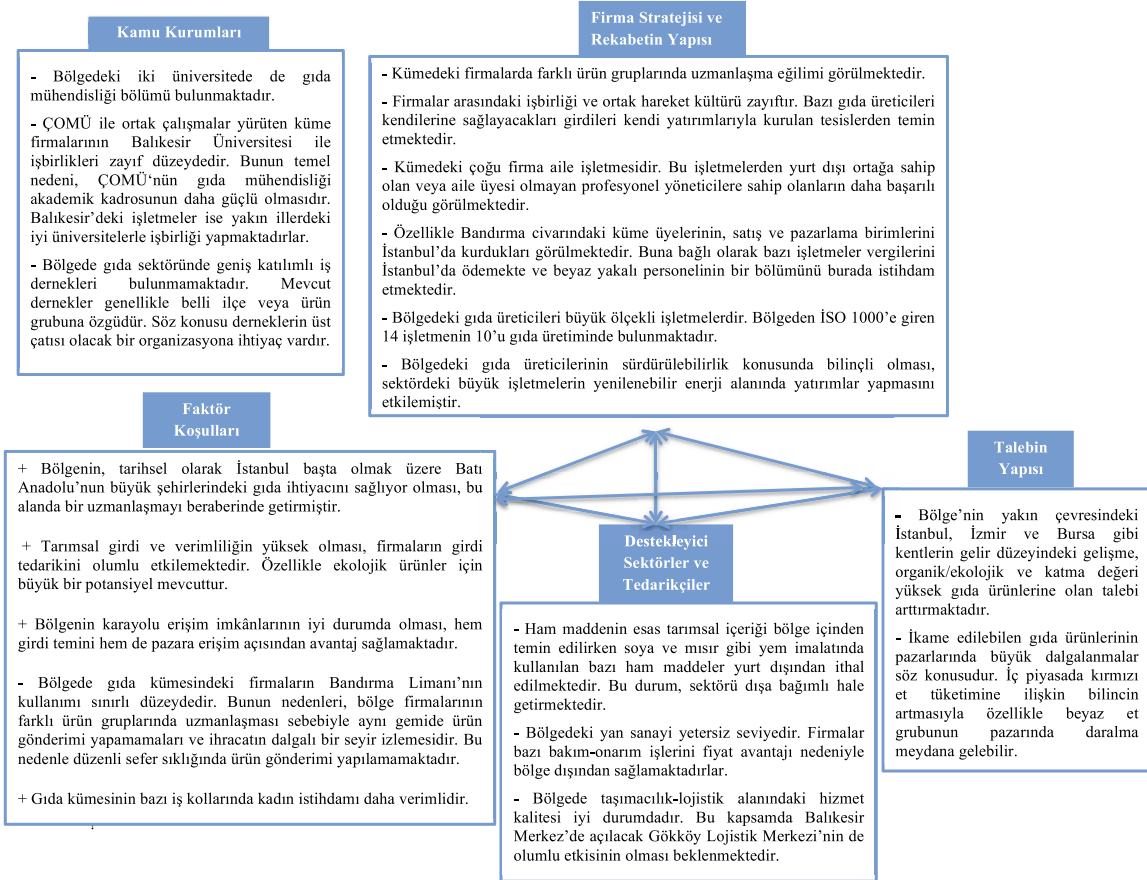 Kamu Kurumları
- Bölgedeki iki üniversitede de gıda
mühendisliği bölümü bulunmaktadır.
- ÇOMÜ ile ortak çalışmalar yürüten küme
firmalarının Balıkesir Üniversitesi ile
işbirlikleri zayıf düzeydedir. Bunun temel
nedeni, ÇOMÜ‘nün gıda mühendisliği
akademik kadrosunun daha güçlü olmasıdır.
Balıkesir’deki işletmeler ise yakın illerdeki
iyi üniversitelerle işbirliği yapmaktadırlar.
- Bölgede gıda sektöründe geniş katılımlı iş
dernekleri bulunmamaktadır. Mevcut
dernekler genellikle belli ilçe veya ürün
grubuna özgüdür. Söz konusu derneklerin üst
çatısı olacak bir organizasyona ihtiyaç vardır.
Firma Stratejisi ve
Rekabetin Yapısı
- Kümedeki firmalarda farklı ürün gruplarında uzmanlaşma eğilimi görülmektedir.
- Firmalar arasındaki işbirliği ve ortak hareket kültürü zayıftır. Bazı gıda üreticileri
kendilerine sağlayacakları girdileri kendi yatırımlarıyla kurulan tesislerden temin
etmektedir.
- Kümedeki çoğu firma aile işletmesidir. Bu işletmelerden yurt dışı ortağa sahip
olan veya aile üyesi olmayan profesyonel yöneticilere sahip olanların daha başarılı
olduğu görülmektedir.
- Özellikle Bandırma civarındaki küme üyelerinin, satış ve pazarlama birimlerini
İstanbul’da kurdukları görülmektedir. Buna bağlı olarak bazı işletmeler vergilerini
İstanbul’da ödemekte ve beyaz yakalı personelinin bir bölümünü burada istihdam
etmektedir.
- Bölgedeki gıda üreticileri büyük ölçekli işletmelerdir. Bölgeden İSO 1000’e giren
14 işletmenin 10’u gıda üretiminde bulunmaktadır.
- Bölgedeki gıda üreticilerinin sürdürülebilirlik konusunda bilinçli olması,
sektördeki büyük işletmelerin yenilenebilir enerji alanında yatırımlar yapmasını
etkilemiştir.
Faktör
Koşulları
+ Bölgenin, tarihsel olarak İstanbul başta olmak üzere Batı
Anadolu’nun büyük şehirlerindeki gıda ihtiyacını sağlıyor olması, bu
alanda bir uzmanlaşmayı beraberinde getirmiştir.
+ Tarımsal girdi ve verimliliğin yüksek olması, firmaların girdi
tedarikini olumlu etkilemektedir. Özellikle ekolojik ürünler için
büyük bir potansiyel mevcuttur.
+ Bölgenin karayolu erişim imkânlarının iyi durumda olması, hem
girdi temini hem de pazara erişim açısından avantaj sağlamaktadır.
- Bölgede gıda kümesindeki firmaların Bandırma Limanı’nın
kullanımı sınırlı düzeydedir. Bunun nedenleri, bölge firmalarının
farklı ürün gruplarında uzmanlaşması sebebiyle aynı gemide ürün
gönderimi yapamamaları ve ihracatın dalgalı bir seyir izlemesidir. Bu
nedenle düzenli sefer sıklığında ürün gönderimi yapılamamaktadır.
+ Gıda kümesinin bazı iş kollarında kadın istihdamı daha verimlidir.
Destekleyici
Sektörler ve
Tedarikçiler
- Ham maddenin esas tarımsal içeriği bölge içinden
temin edilirken soya ve mısır gibi yem imalatında
kullanılan bazı ham maddeler yurt dışından ithal
edilmektedir. Bu durum, sektörü dışa bağımlı hale
getirmektedir.
- Bölgedeki yan sanayi yetersiz seviyedir. Firmalar
bazı bakım-onarım işlerini fiyat avantajı nedeniyle
bölge dışından sağlamaktadırlar.
- Bölgede taşımacılık-lojistik alanındaki hizmet
kalitesi iyi durumdadır. Bu kapsamda Balıkesir
Merkez’de açılacak Gökköy Lojistik Merkezi’nin de
olumlu etkisinin olması beklenmektedir.
Talebin
Yapısı
- Bölge’nin yakın çevresindeki
İstanbul, İzmir ve Bursa gibi
kentlerin gelir düzeyindeki gelişme,
organik/ekolojik ve katma değeri
yüksek gıda ürünlerine olan talebi
arttırmaktadır.
- İkame edilebilen gıda ürünlerinin
pazarlarında büyük dalgalanmalar
söz konusudur. İç piyasada kırmızı
et tüketimine ilişkin bilincin
artmasıyla özellikle beyaz et
grubunun pazarında daralma
meydana gelebilir.